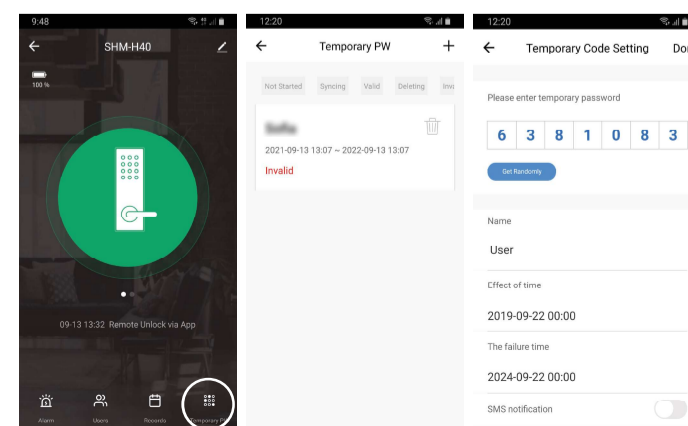 9:48
SHM-H40
100 %
09-13 13:32 Remote Unlock via App
Alarm
Users
Records
Temporary P
12:20
Temporary PW
Not Started
Syncing
Valid
Deleting
Inva
2021-09-13 13:07 ~ 2022-09-13 13:07
Invalid
12:20
Temporary Code Setting
Don
Please enter temporary password
6 3 8 1 0 8 3
Get Randomly
Name
User
Effect of time
2019-09-22 00:00
The failure time
2024-09-22 00:00
SMS notification